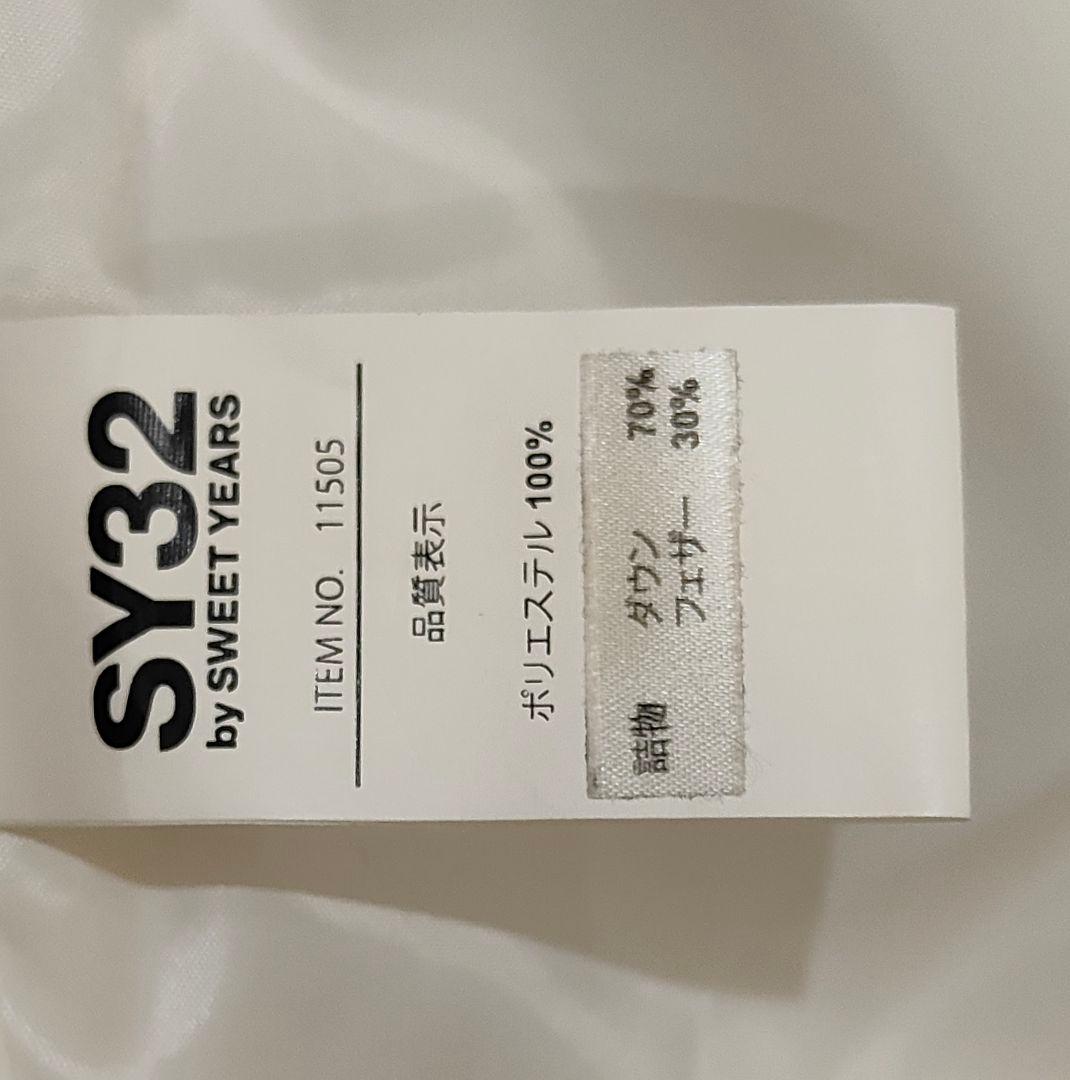 SY32
by SWEET YEARS
ITEM NO. 11505
品質表示
ポリエステル 100%
詰物 ダウン 70%
フェザー 30%